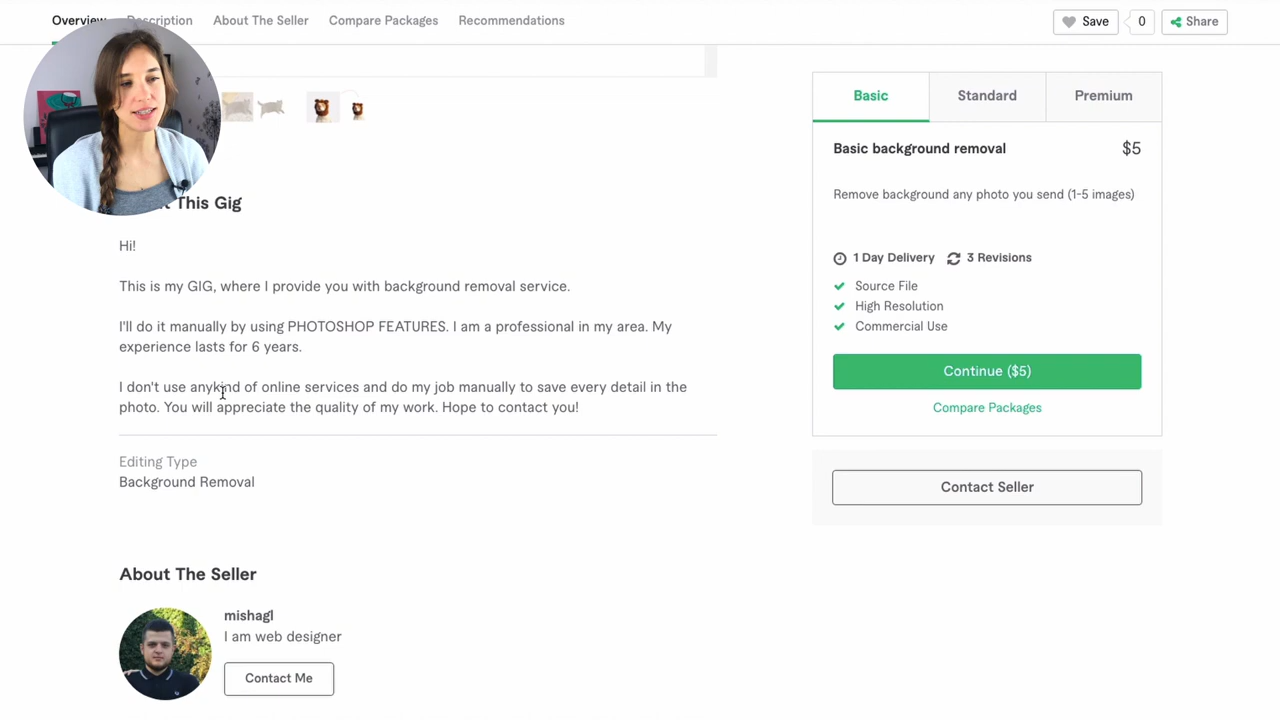 Overview
Description
About The Seller
Compare Packages
Recommendations
Save
0
Share
This Gig
Hi!
This is my GIG, where I provide you with background removal service.
I'll do it manually by using PHOTOSHOP FEATURES. I am a professional in my area. My
experience lasts for 6 years.
I don't use anykind of online services and do my job manually to save every detail in the
photo. You will appreciate the quality of my work. Hope to contact you!
Editing Type
Background Removal
About The Seller
mishagl
I am web designer
Contact Me
Basic
Standard
Premium
Basic background removal
$5
Remove background any photo you send (1-5 images)
1 Day Delivery
3 Revisions
Source File
High Resolution
Commercial Use
Continue ($5)
Compare Packages
Contact Seller